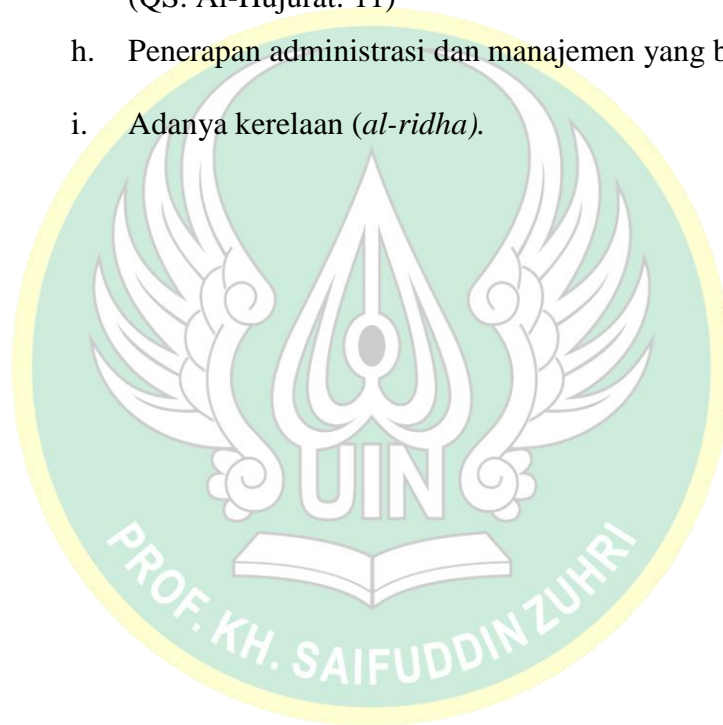 (QS. Al-Hujurat: 11)
h. Penerapan administrasi dan manajemen yang
i. Adanya kerelaan (al-ridha).
UIN
PROF. KH. SAIFUDDIN ZUHRI